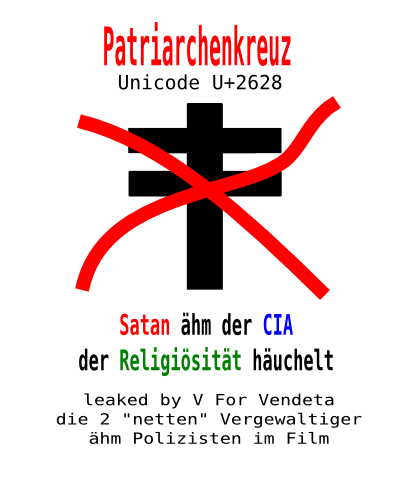 Patriarchenkreuz
Unicode U+2628
Satan ähm der CIA
der Religiösität häuchelt
leaked by V For Vendeta
die 2 "netten" Vergewaltiger
ähm Polizisten im Film